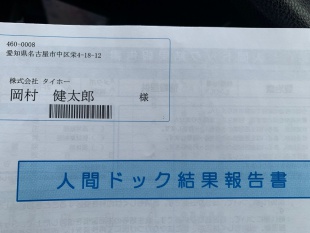 460-0008
愛知県名古屋市中区栄4-18-12
株式会社 タイホー
岡村 健太郎 様
人間ドック結果報告書